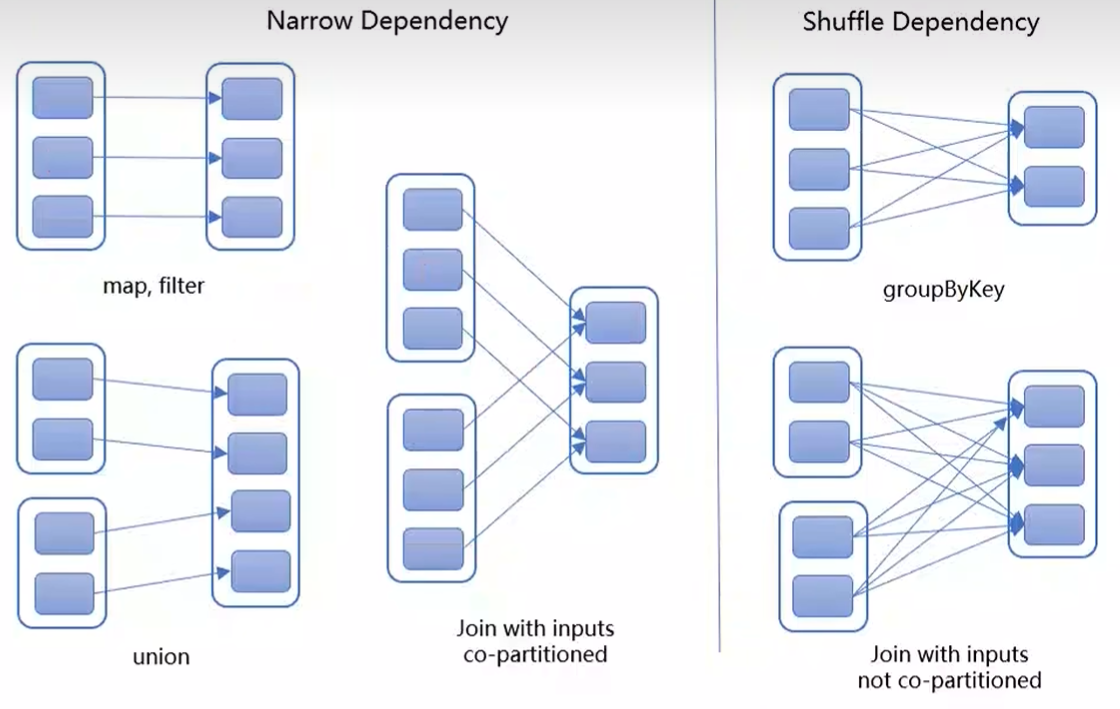 Narrow Dependency
Shuffle Dependency
map, filter
union
Join with inputs
co-partitioned
groupByKey
Join with inputs
not co-partitioned